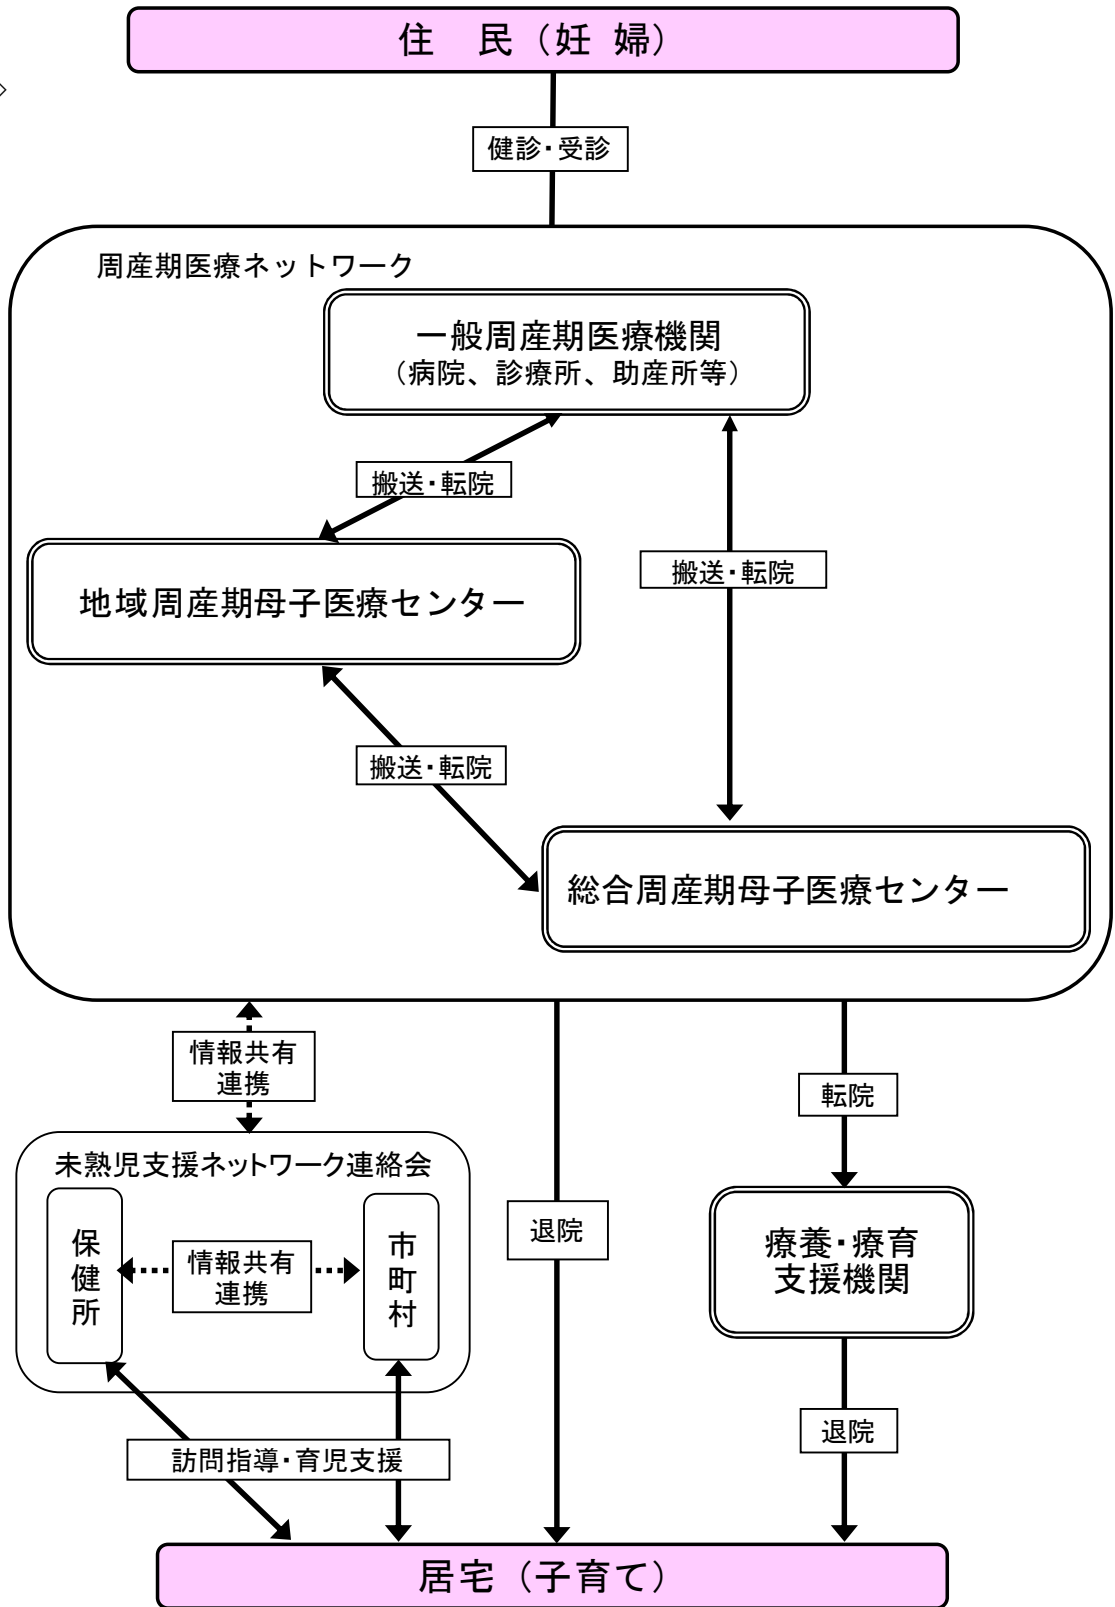 住　民（妊 婦）
健診・受診
周産期医療ネットワーク
一般周産期医療機関
（病院、診療所、助産所等）
搬送・転院
搬送・転院
地域周産期母子医療センター
搬送・転院
総合周産期母子医療センター
情報共有
連携
転院
未熟児支援ネットワーク連絡会
保健所
情報共有
連携
市町村
退院
療養・療育
支援機関
訪問指導・育児支援
退院
居宅（子育て）